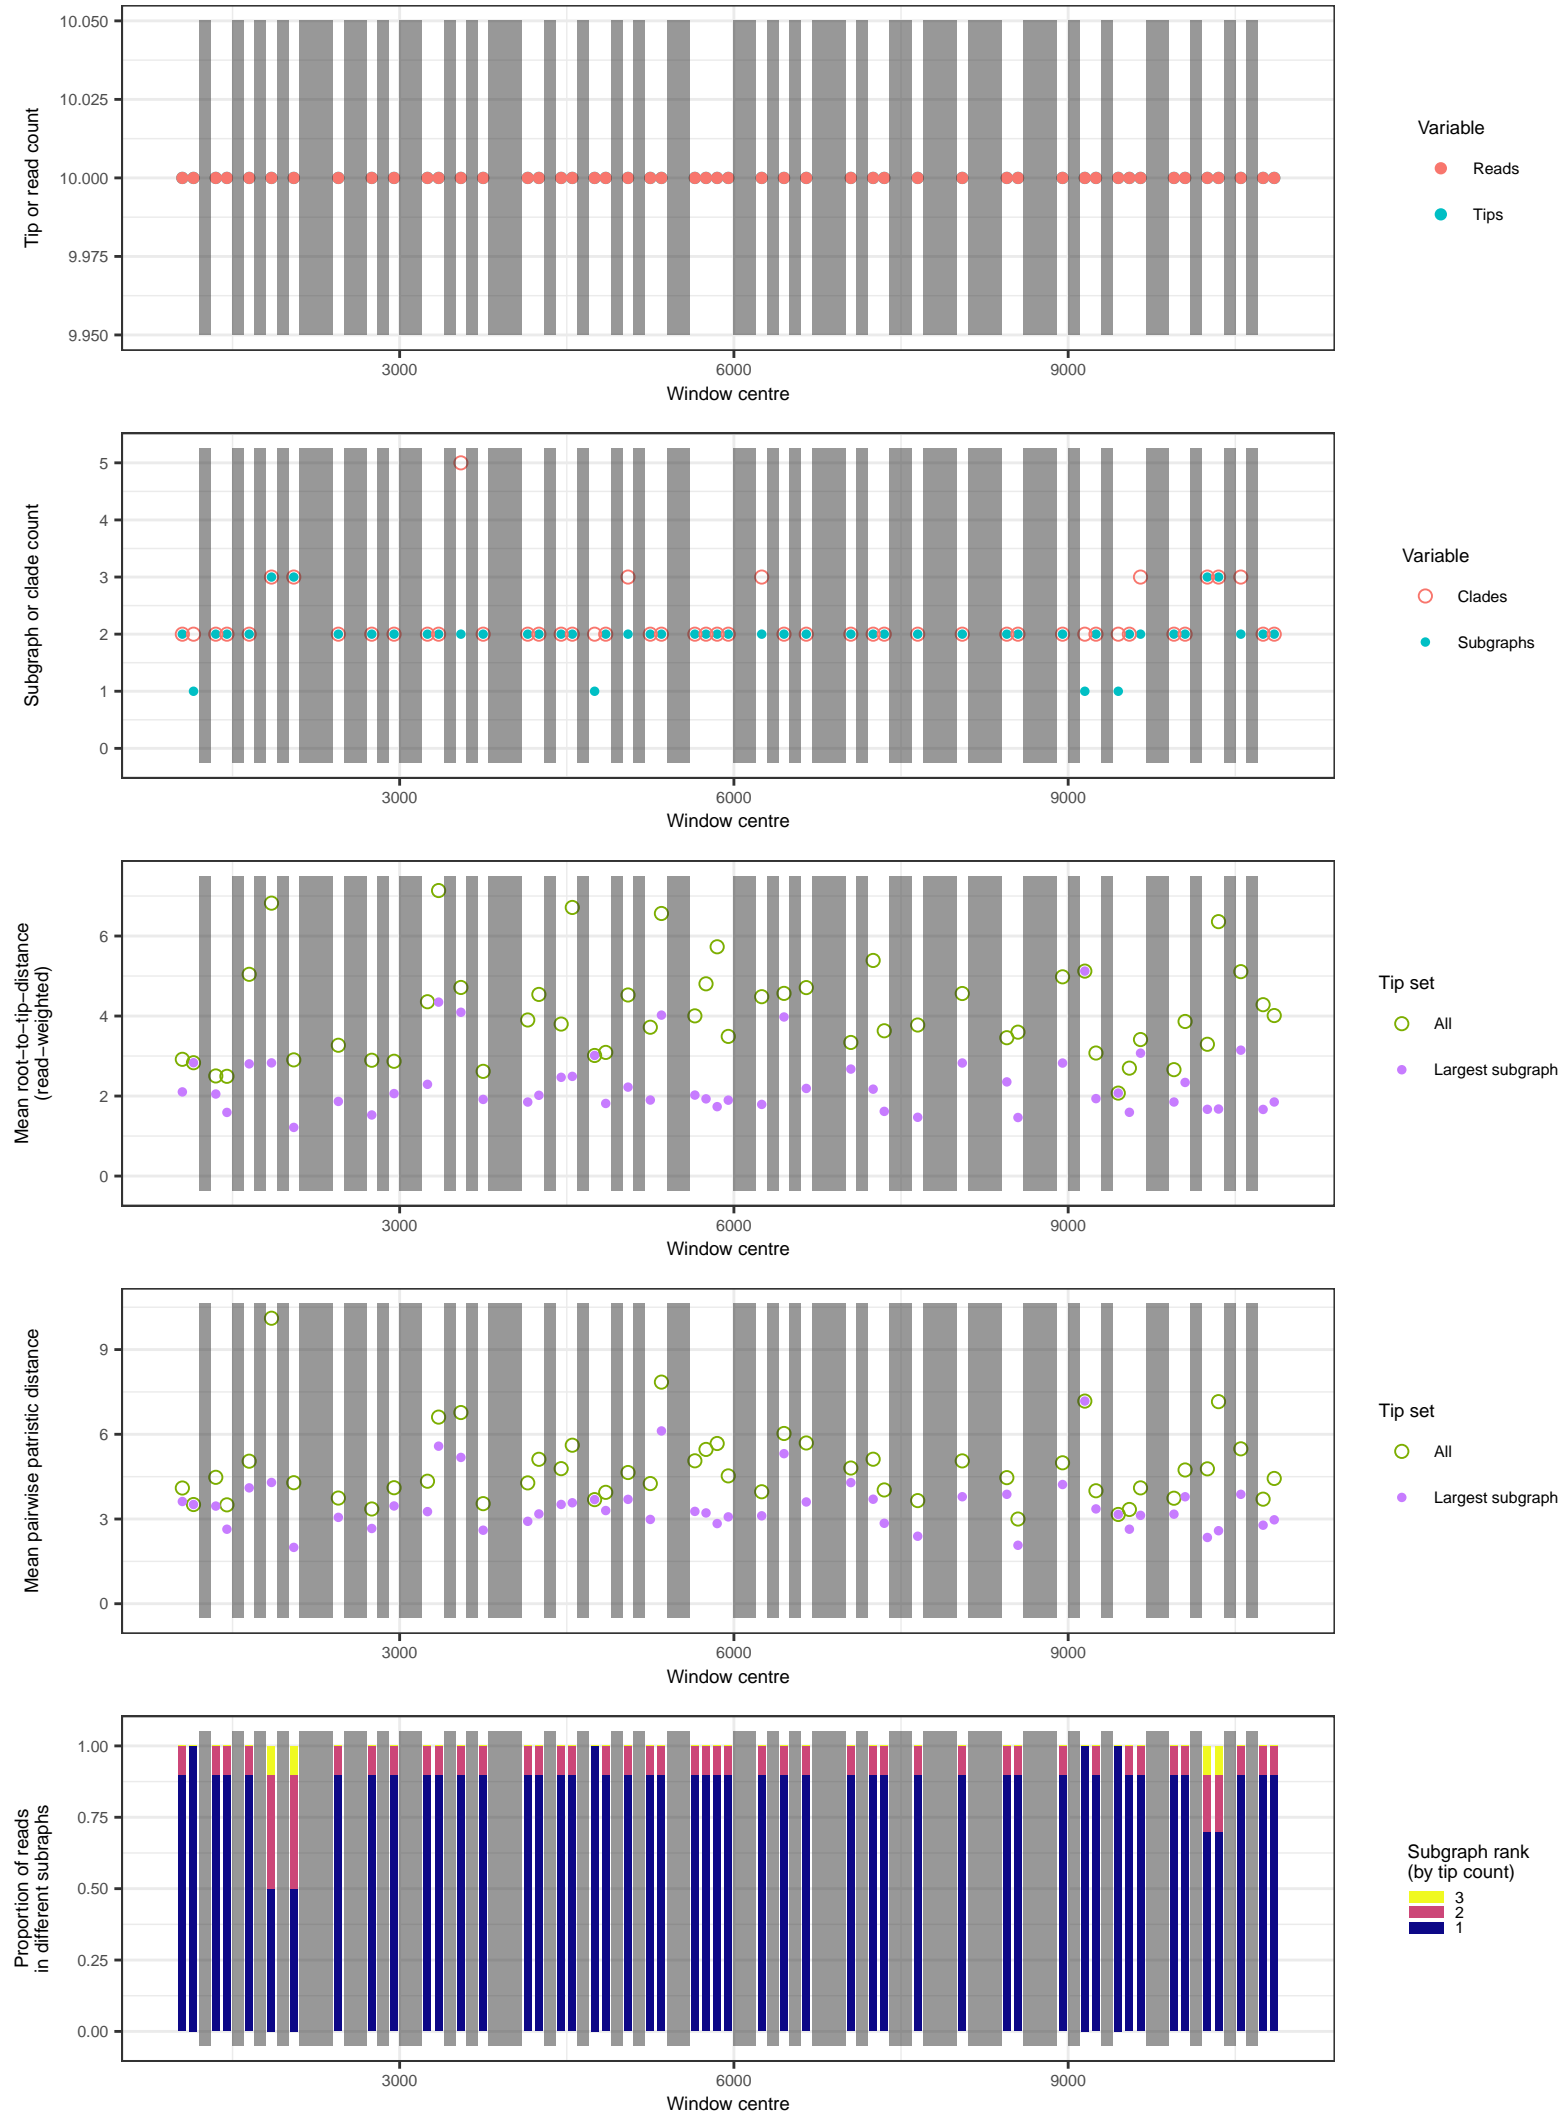 10.050
10.025
10.000
9.975
9.950
Tip or read count
3000
6000
9000
Window centre
Variable
Reads
Tips
5
4
3
2
1
0
Subgraph or clade count
3000
6000
9000
Window centre
Variable
Clades
Subgraphs
6
4
2
0
Mean root−to−tip−distance
(read−weighted)
3000
6000
9000
Window centre
Tip set
All
Largest subgraph
9
6
3
0
Mean pairwise patristic distance
3000
6000
9000
Window centre
Tip set
All
Largest subgraph
1.00
0.75
0.50
0.25
0.00
Proportion of reads
in different subraphs
3000
6000
9000
Window centre
Subgraph rank
(by tip count)
3
2
1